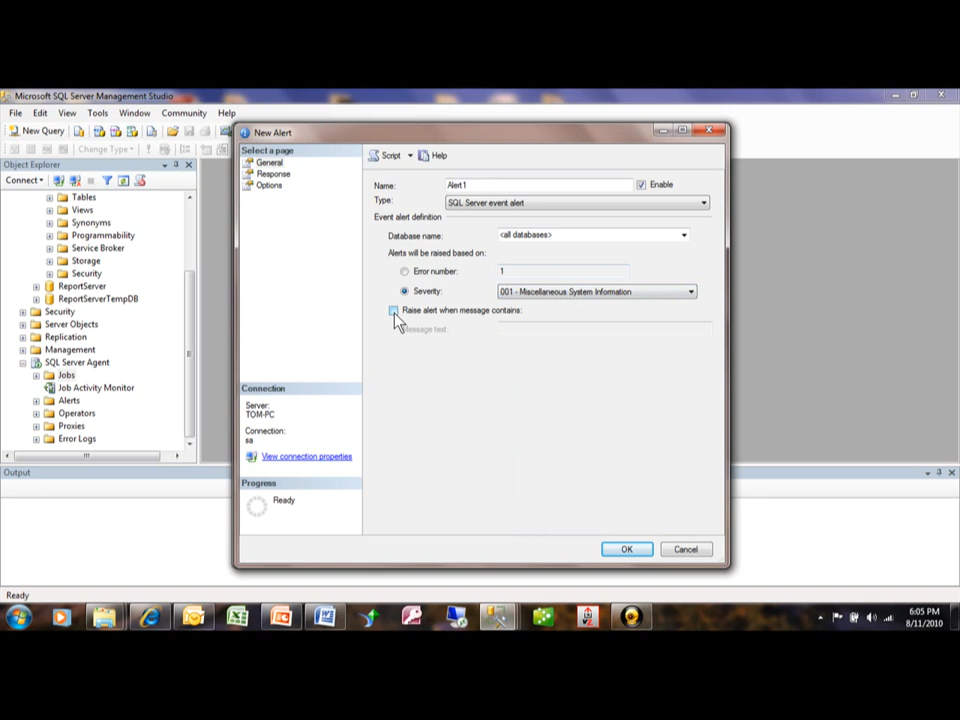 Microsoft SQL Server Management Studio
File Edit View Tools Window Community Help
New Query
Change Type
Object Explorer
Connect
Tables
Views
Synonyms
Programmability
Service Broker
Storage
Security
ReportServer
ReportServerTempDB
Security
Server Objects
Replication
Management
SQL Server Agent
Jobs
Job Activity Monitor
Alerts
Operators
Proxies
Error Logs
New Alert
Select a page
General
Response
Options
Connection
Server:
TOM-PC
Connection:
sa
View connection properties
Progress
Ready
Script Help
Name: Alert1 Enable
Type: SQL Server event alert
Event alert definition
Database name: <all databases>
Alerts will be raised based on:
Error number: 1
Severity: 001 - Miscellaneous System Information
Raise alert when message contains:
Message text:
OK Cancel
Output
Ready
6:05 PM
8/11/2010